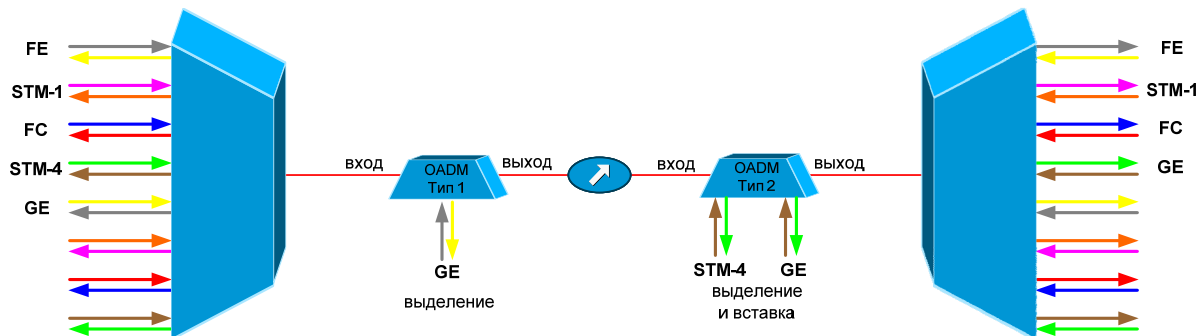 FE
STM-1
FC
STM-4
GE
вход
OADM
Тип 1
выход
GE
выделение
вход
OADM
Тип 2
выход
STM-4 GE
выделение
и вставка
FE
STM-1
FC
GE